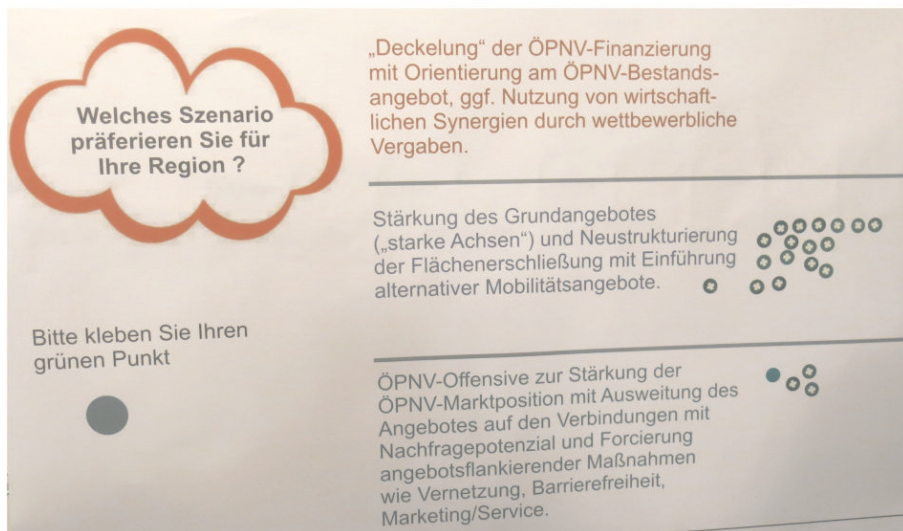 Welches Szenario
präferieren Sie für
Ihre Region ?
Bitte kleben Sie Ihren
grünen Punkt
„Deckelung“ der ÖPNV-Finanzierung
mit Orientierung am ÖPNV-Bestands-
angebot, ggf. Nutzung von wirtschaft-
lichen Synergien durch wettbewerbliche
Vergaben.
Stärkung des Grundangebotes
(„starke Achsen“) und Neustrukturierung
der Flächenerschließung mit Einführung
alternativer Mobilitätsangebote.
ÖPNV-Offensive zur Stärkung der
ÖPNV-Marktposition mit Ausweitung des
Angebotes auf den Verbindungen mit
Nachfragepotenzial und Forcierung
angebotsflankierender Maßnahmen
wie Vernetzung, Barrierefreiheit,
Marketing/Service.